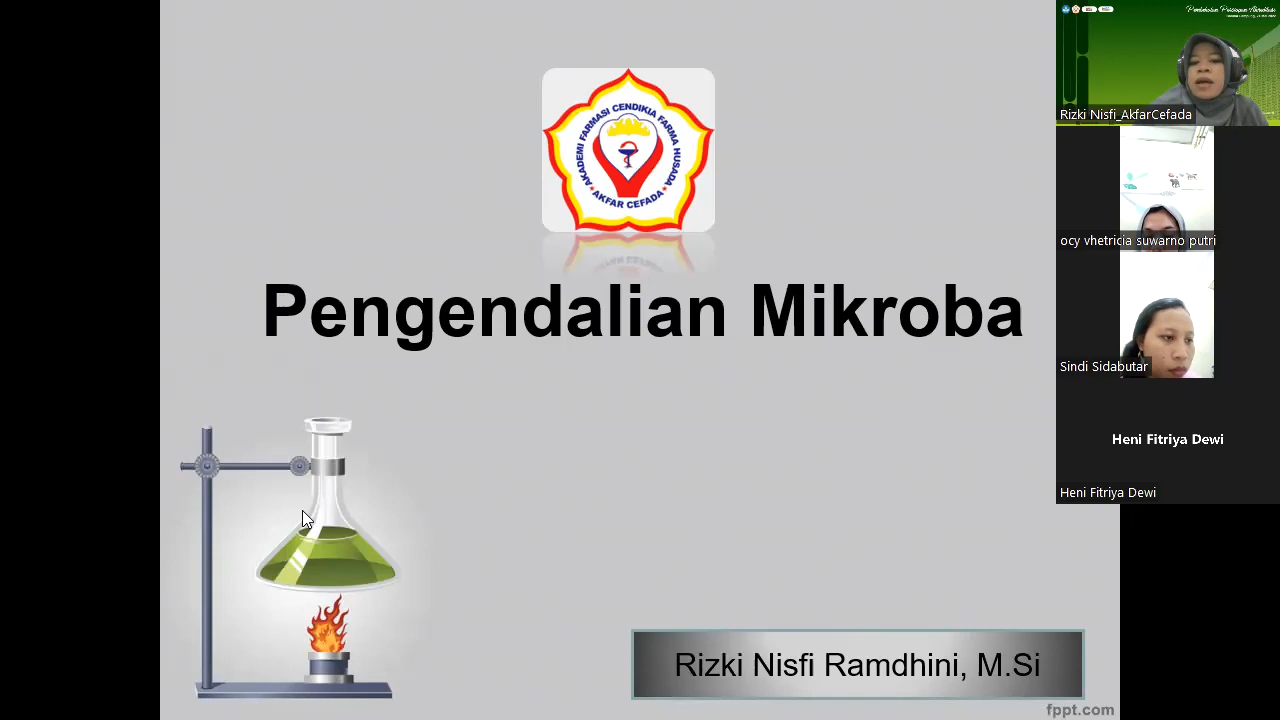 AKADEMI FARMASI CENDIKIA FARMA HUSADA
AKFAR CEFADA
Pengendalian Mikroba
Rizki Nisfi Ramdhini, M.Si
fppt.com
Rizki Nisfi_AkfarCefada
ocy vhetricia suwarno putri
Sindi Sidabutar
Heni Fitriya Dewi
Heni Fitriya Dewi